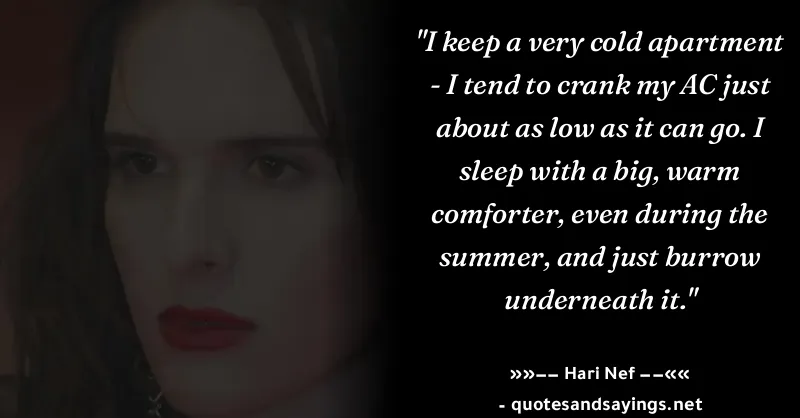 "I keep a very cold apartment
- I tend to crank my AC just
about as low as it can go. I
sleep with a big, warm
comforter, even during the
summer, and just burrow
underneath it."
»»−− Hari Nef −−««
- quotesandsayings.net